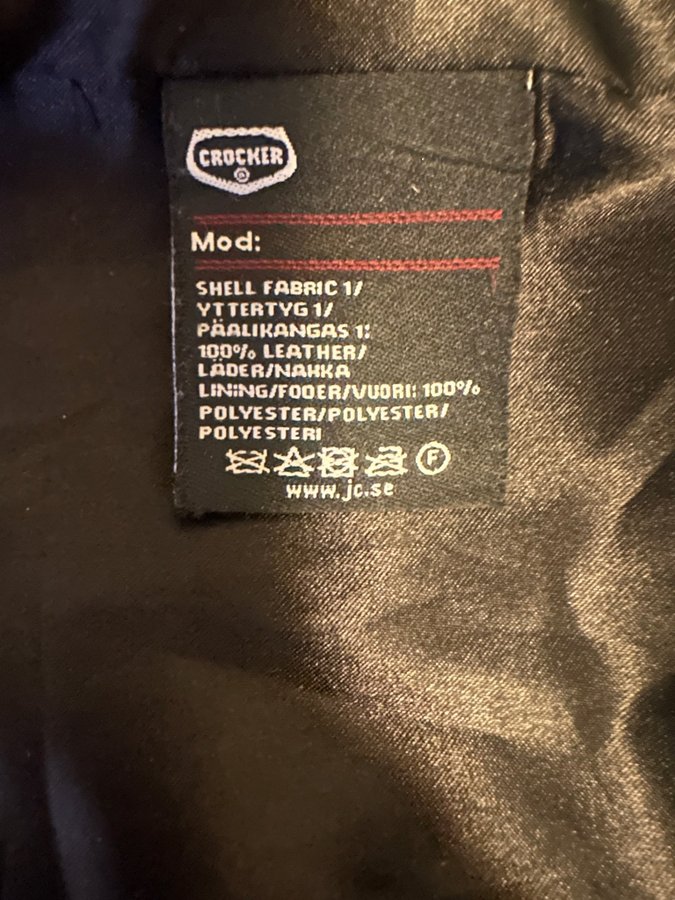 CROCKER
®
Mod:
SHELL FABRIC 1/
YTTERTYG 1/
PÄÄLIKANGAS 1:
100% LEATHER/
LÄDER/NAHKA
LINING/FODER/VUORI: 100%
POLYESTER/POLYESTER/
POLYESTERI
F
www.jc.se